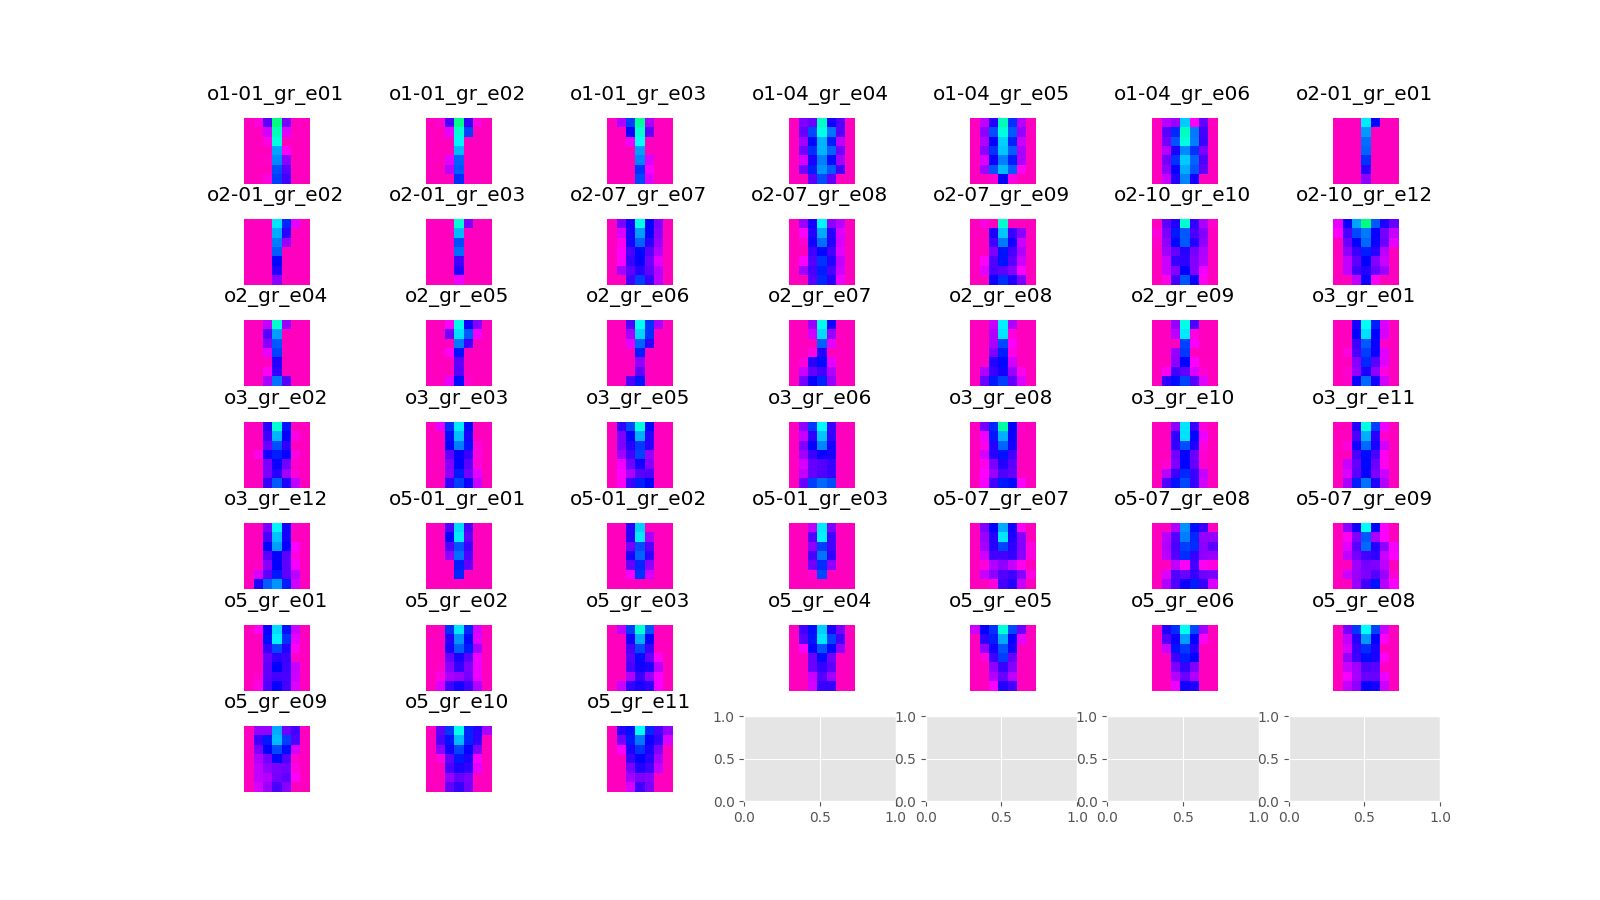 o1-01_gr_e01 o1-01_gr_e02 o1-01_gr_e03 o1-04_gr_e04 o1-04_gr_e05 o1-04_gr_e06 o2-01_gr_e01
o2-01_gr_e02 o2-01_gr_e03 o2-07_gr_e07 o2-07_gr_e08 o2-07_gr_e09 o2-10_gr_e10 o2-10_gr_e12
o2_gr_e04 o2_gr_e05 o2_gr_e06 o2_gr_e07 o2_gr_e08 o2_gr_e09 o3_gr_e01
o3_gr_e02 o3_gr_e03 o3_gr_e05 o3_gr_e06 o3_gr_e08 o3_gr_e10 o3_gr_e11
o3_gr_e12 o5-01_gr_e01 o5-01_gr_e02 o5-01_gr_e03 o5-07_gr_e07 o5-07_gr_e08 o5-07_gr_e09
o5_gr_e01 o5_gr_e02 o5_gr_e03 o5_gr_e04 o5_gr_e05 o5_gr_e06 o5_gr_e08
o5_gr_e09 o5_gr_e10 o5_gr_e11
1.0 1.0 1.0 1.0
0.5 0.5 0.5 0.5
0.0 0.0 0.0 0.0
0.0 0.5 1.0 0.0 0.5 1.0 0.0 0.5 1.0 0.0 0.5 1.0